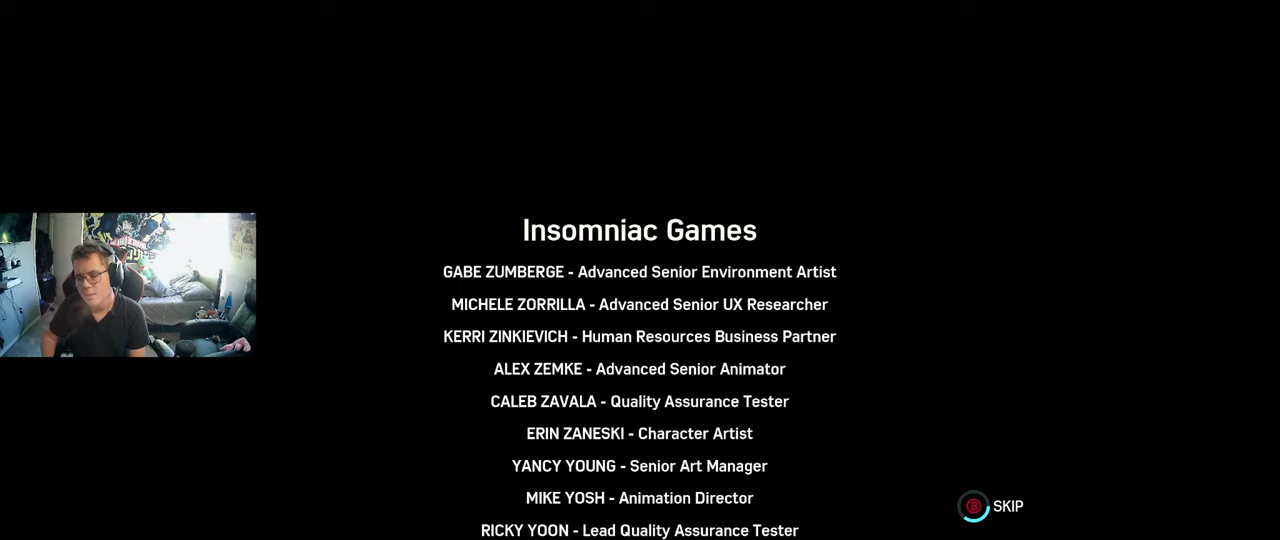 Insomniac Games
GABE ZUMBERGE - Advanced Senior Environment Artist
MICHELE ZORRILLA - Advanced Senior UX Researcher
KERRI ZINKIEVICH - Human Resources Business Partner
ALEX ZEMKE - Advanced Senior Animator
CALEB ZAVALA - Quality Assurance Tester
ERIN ZANESKI - Character Artist
YANCY YOUNG - Senior Art Manager
MIKE YOSH - Animation Director
B SKIP
RICKY YOON - Lead Quality Assurance Tester